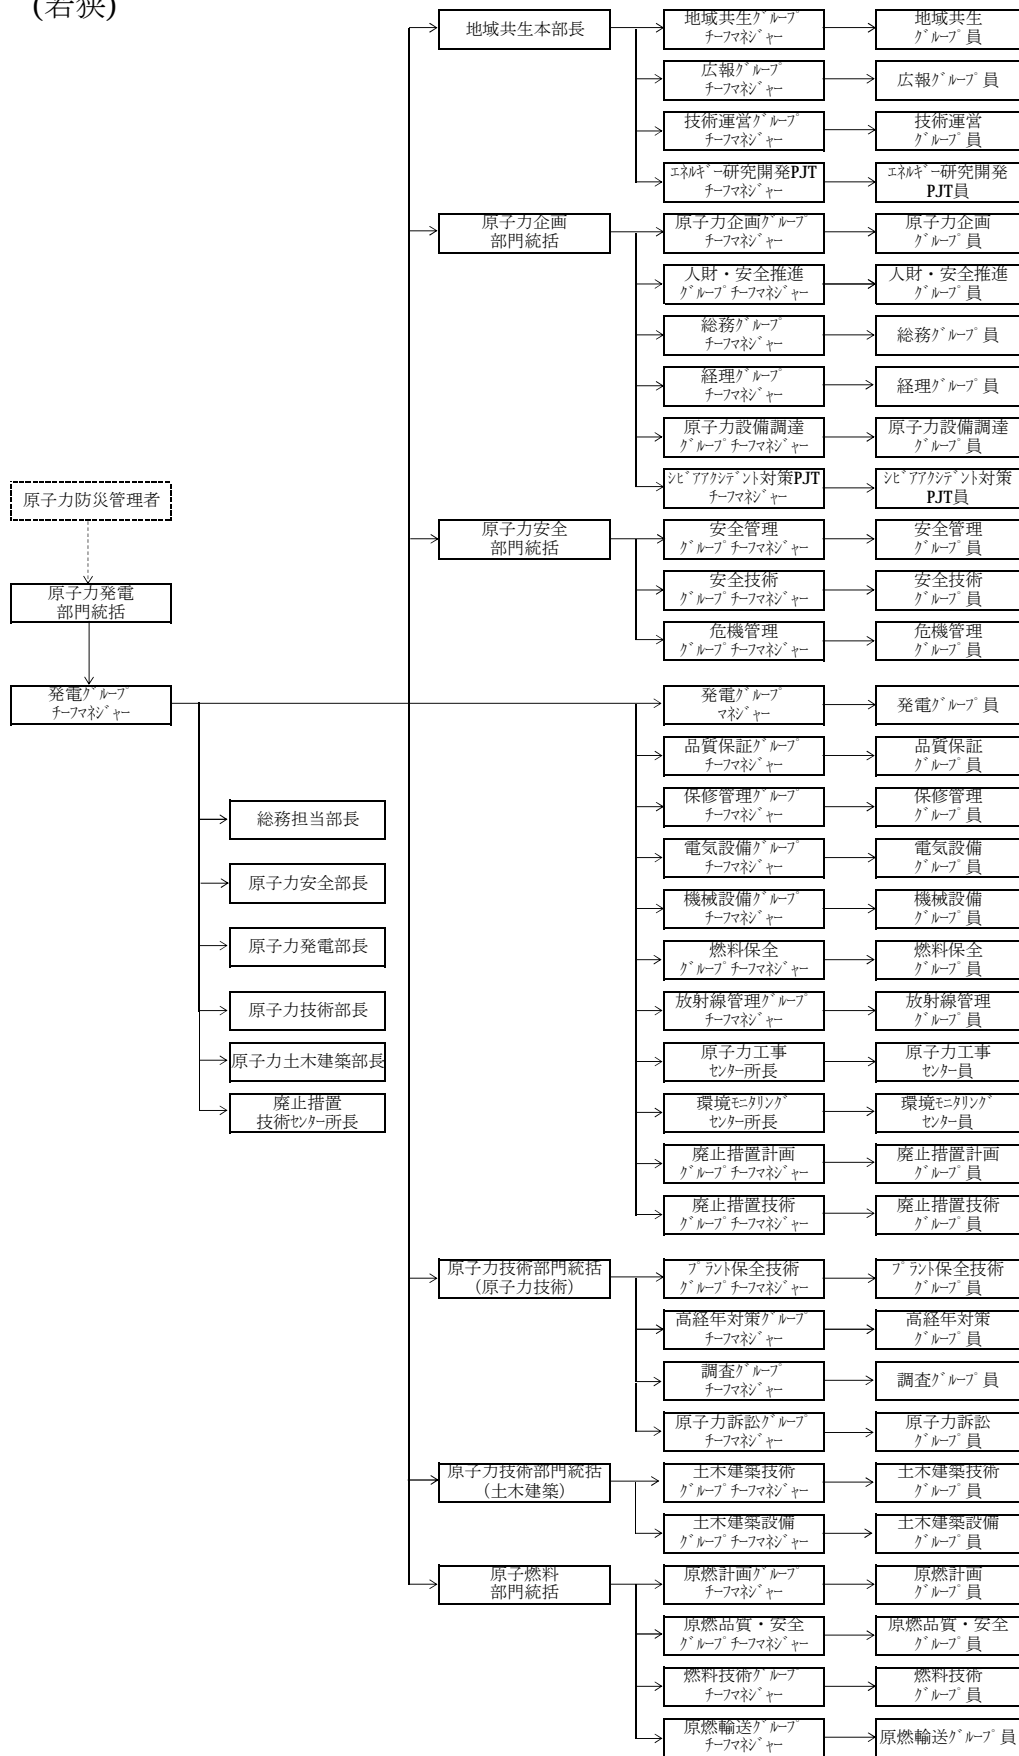 (若狭)
地域共生本部長
地域共生ｸﾞﾙｰﾌﾟ
ﾁｰﾌﾏﾈｼﾞｬｰ
地域共生
ｸﾞﾙｰﾌﾟ員
広報ｸﾞﾙｰﾌﾟ
ﾁｰﾌﾏﾈｼﾞｬｰ
広報ｸﾞﾙｰﾌﾟ員
技術運営ｸﾞﾙｰﾌﾟ
ﾁｰﾌﾏﾈｼﾞｬｰ
技術運営
ｸﾞﾙｰﾌﾟ員
ｴﾈﾙｷﾞｰ研究開発PJT
ﾁｰﾌﾏﾈｼﾞｬｰ
ｴﾈﾙｷﾞｰ研究開発
PJT員
原子力企画
部門統括
原子力企画ｸﾞﾙｰﾌﾟ
ﾁｰﾌﾏﾈｼﾞｬｰ
原子力企画
ｸﾞﾙｰﾌﾟ員
人財・安全推進
ｸﾞﾙｰﾌﾟﾁｰﾌﾏﾈｼﾞｬｰ
人財・安全推進
ｸﾞﾙｰﾌﾟ員
総務ｸﾞﾙｰﾌﾟ
ﾁｰﾌﾏﾈｼﾞｬｰ
総務ｸﾞﾙｰﾌﾟ員
経理ｸﾞﾙｰﾌﾟ
ﾁｰﾌﾏﾈｼﾞｬｰ
経理ｸﾞﾙｰﾌﾟ員
原子力設備調達
ｸﾞﾙｰﾌﾟﾁｰﾌﾏﾈｼﾞｬｰ
原子力設備調達
ｸﾞﾙｰﾌﾟ員
ｼﾋﾞｱｱｸｼﾃﾞﾝﾄ対策PJT
ﾁｰﾌﾏﾈｼﾞｬｰ
ｼﾋﾞｱｱｸｼﾃﾞﾝﾄ対策
PJT員
原子力防災管理者
原子力安全
部門統括
安全管理
ｸﾞﾙｰﾌﾟﾁｰﾌﾏﾈｼﾞｬｰ
安全管理
ｸﾞﾙｰﾌﾟ員
原子力発電
部門統括
安全技術
ｸﾞﾙｰﾌﾟﾁｰﾌﾏﾈｼﾞｬｰ
安全技術
ｸﾞﾙｰﾌﾟ員
危機管理
ｸﾞﾙｰﾌﾟﾁｰﾌﾏﾈｼﾞｬｰ
危機管理
ｸﾞﾙｰﾌﾟ員
発電ｸﾞﾙｰﾌﾟ
ﾁｰﾌﾏﾈｼﾞｬｰ
発電ｸﾞﾙｰﾌﾟ
ﾏﾈｼﾞｬｰ
発電ｸﾞﾙｰﾌﾟ員
品質保証ｸﾞﾙｰﾌﾟ
ﾁｰﾌﾏﾈｼﾞｬｰ
品質保証
ｸﾞﾙｰﾌﾟ員
総務担当部長
保修管理ｸﾞﾙｰﾌﾟ
ﾁｰﾌﾏﾈｼﾞｬｰ
保修管理
ｸﾞﾙｰﾌﾟ員
電気設備ｸﾞﾙｰﾌﾟ
ﾁｰﾌﾏﾈｼﾞｬｰ
電気設備
ｸﾞﾙｰﾌﾟ員
原子力安全部長
機械設備ｸﾞﾙｰﾌﾟ
ﾁｰﾌﾏﾈｼﾞｬｰ
機械設備
ｸﾞﾙｰﾌﾟ員
原子力発電部長
燃料保全
ｸﾞﾙｰﾌﾟﾁｰﾌﾏﾈｼﾞｬｰ
燃料保全
ｸﾞﾙｰﾌﾟ員
原子力技術部長
放射線管理ｸﾞﾙｰﾌﾟ
ﾁｰﾌﾏﾈｼﾞｬｰ
放射線管理
ｸﾞﾙｰﾌﾟ員
原子力土木建築部長
原子力工事
ｾﾝﾀｰ所長
原子力工事
ｾﾝﾀｰ員
廃止措置
技術ｾﾝﾀｰ所長
環境ﾓﾆﾀﾘﾝｸﾞ
ｾﾝﾀｰ所長
環境ﾓﾆﾀﾘﾝｸﾞ
ｾﾝﾀｰ員
廃止措置計画
ｸﾞﾙｰﾌﾟﾁｰﾌﾏﾈｼﾞｬｰ
廃止措置計画
ｸﾞﾙｰﾌﾟ員
廃止措置技術
ｸﾞﾙｰﾌﾟﾁｰﾌﾏﾈｼﾞｬｰ
廃止措置技術
ｸﾞﾙｰﾌﾟ員
原子力技術部門統括
(原子力技術)
ﾌﾟﾗﾝﾄ保全技術
ｸﾞﾙｰﾌﾟﾁｰﾌﾏﾈｼﾞｬｰ
ﾌﾟﾗﾝﾄ保全技術
ｸﾞﾙｰﾌﾟ員
高経年対策ｸﾞﾙｰﾌﾟ
ﾁｰﾌﾏﾈｼﾞｬｰ
高経年対策
ｸﾞﾙｰﾌﾟ員
調査ｸﾞﾙｰﾌﾟ
ﾁｰﾌﾏﾈｼﾞｬｰ
調査ｸﾞﾙｰﾌﾟ員
原子力訴訟ｸﾞﾙｰﾌﾟ
ﾁｰﾌﾏﾈｼﾞｬｰ
原子力訴訟
ｸﾞﾙｰﾌﾟ員
原子力技術部門統括
(土木建築)
土木建築技術
ｸﾞﾙｰﾌﾟﾁｰﾌﾏﾈｼﾞｬｰ
土木建築技術
ｸﾞﾙｰﾌﾟ員
土木建築設備
ｸﾞﾙｰﾌﾟﾁｰﾌﾏﾈｼﾞｬｰ
土木建築設備
ｸﾞﾙｰﾌﾟ員
原子燃料
部門統括
原燃計画ｸﾞﾙｰﾌﾟ
ﾁｰﾌﾏﾈｼﾞｬｰ
原燃計画
ｸﾞﾙｰﾌﾟ員
原燃品質・安全
ｸﾞﾙｰﾌﾟﾁｰﾌﾏﾈｼﾞｬｰ
原燃品質・安全
ｸﾞﾙｰﾌﾟ員
燃料技術ｸﾞﾙｰﾌﾟ
ﾁｰﾌﾏﾈｼﾞｬｰ
燃料技術
ｸﾞﾙｰﾌﾟ員
原燃輸送ｸﾞﾙｰﾌﾟ
ﾁｰﾌﾏﾈｼﾞｬｰ
原燃輸送ｸﾞﾙｰﾌﾟ員